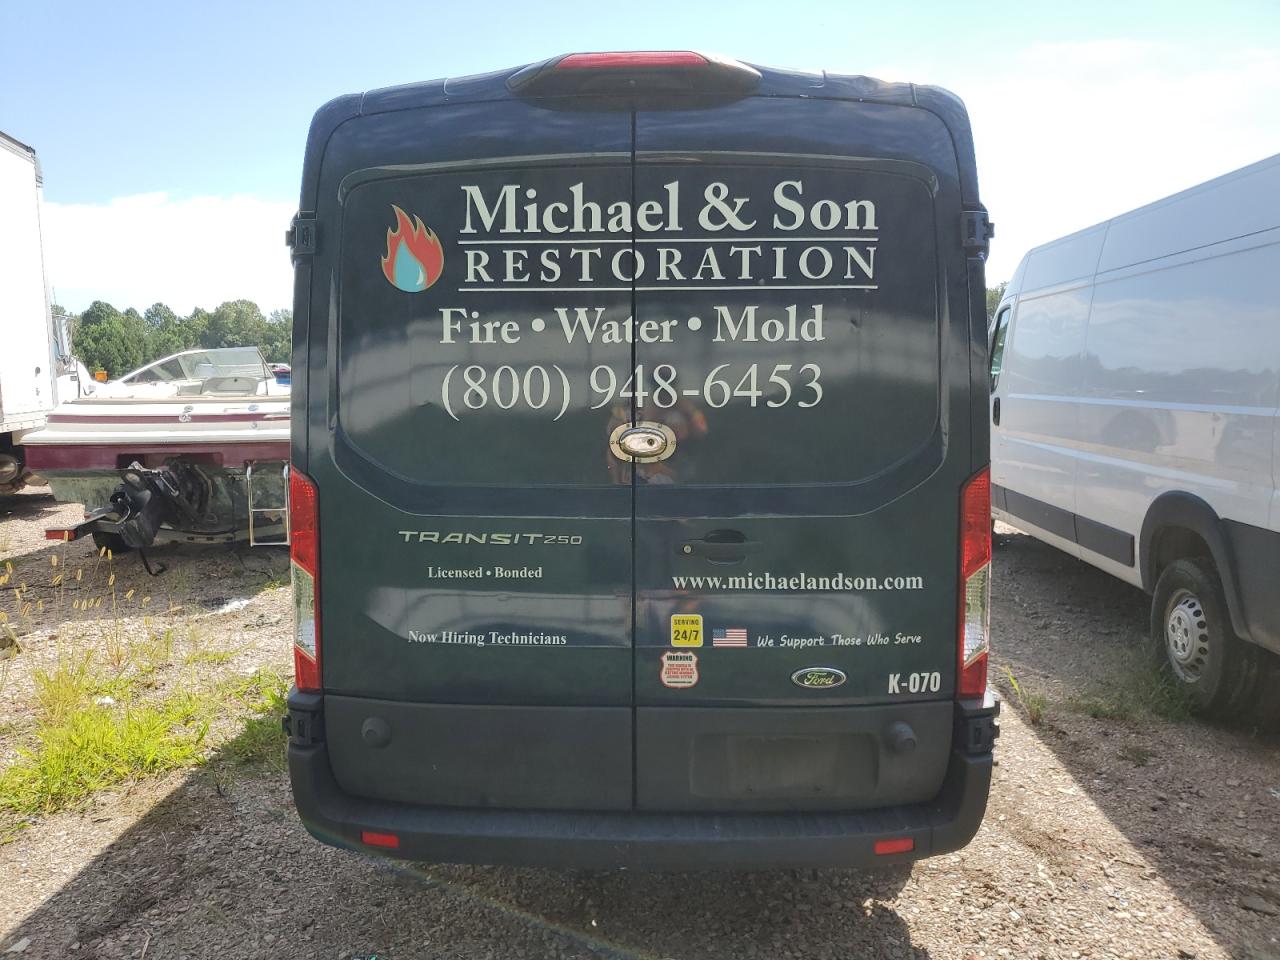 Michael & Son
RESTORATION
Fire • Water • Mold
(800) 948-6453
TRANSIT250
Licensed • Bonded
www.michaelandson.com
Now Hiring Technicians
SERVING
24/7
We Support Those Who Serve
WARNING
Ford
K-070